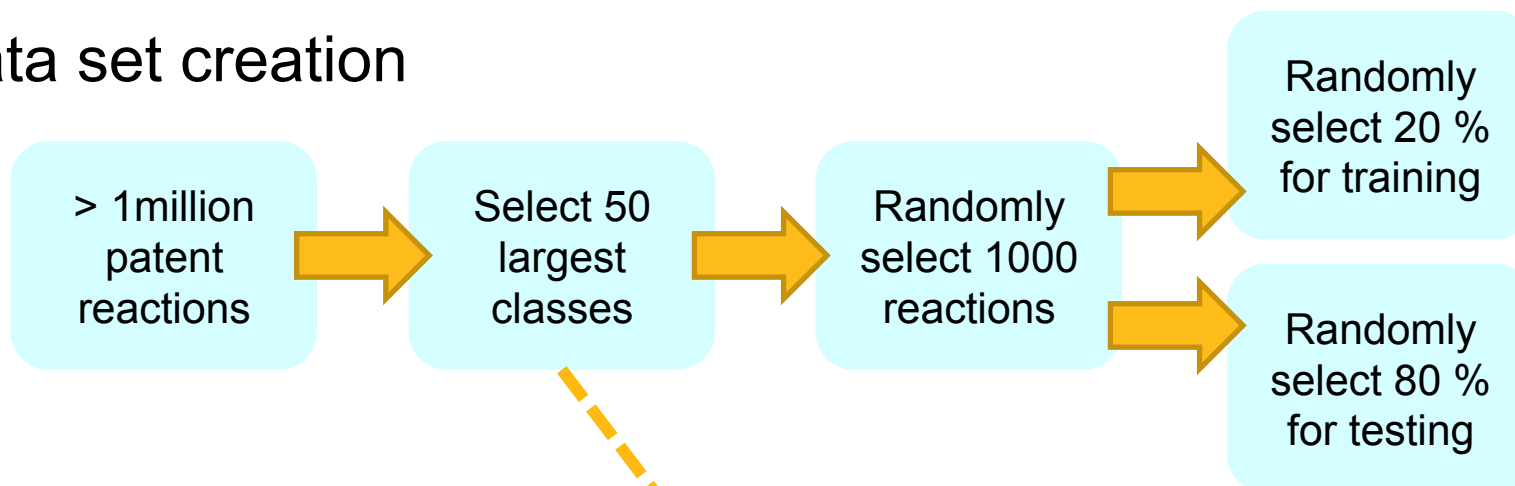 ata set creation
> 1million
patent
reactions
Select 50
largest
classes
Randomly
select 1000
reactions
Randomly
select 20 %
for training
Randomly
select 80 %
for testing